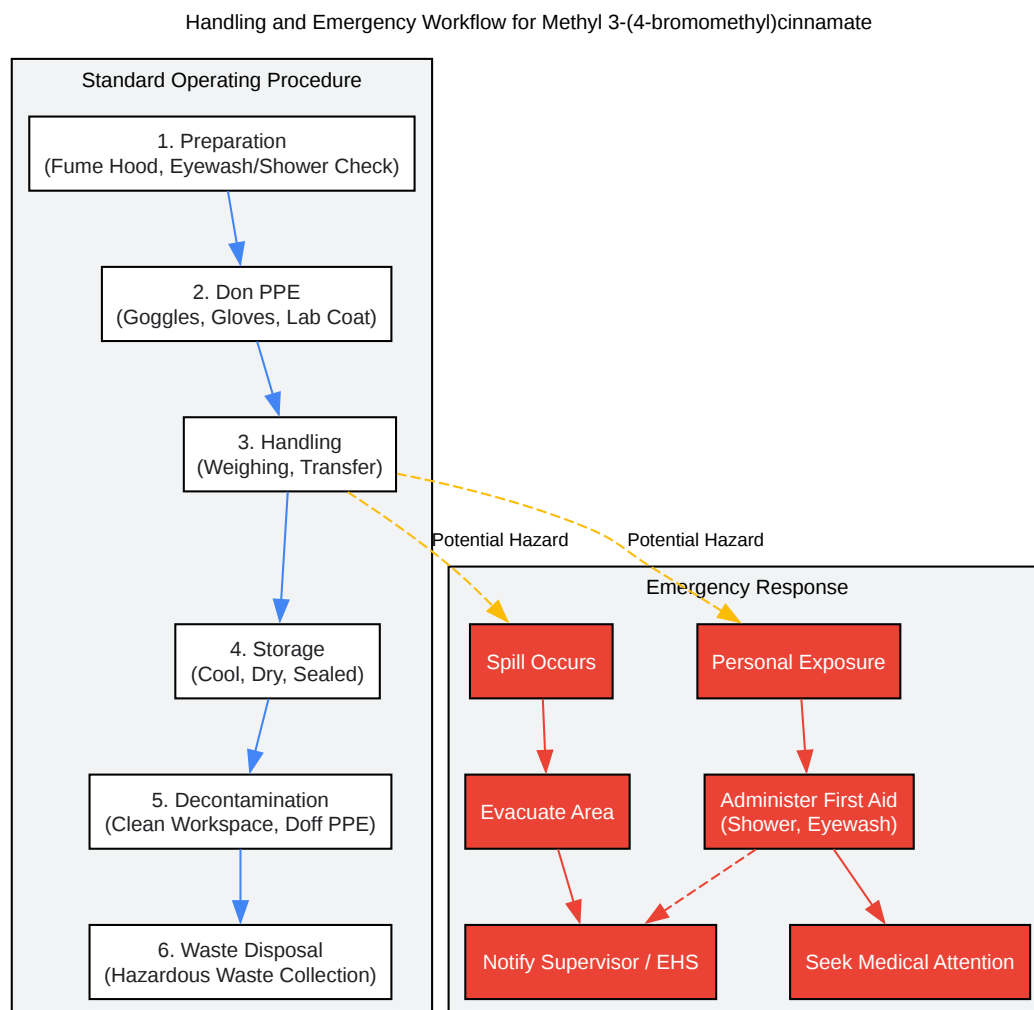 Handling and Emergency Workflow for Methyl 3-(4-bromomethyl)cinnamate
Standard Operating Procedure
1. Preparation
(Fume Hood, Eyewash/Shower Check)
2. Don PPE
(Goggles, Gloves, Lab Coat)
3. Handling
(Weighing, Transfer)
Potential Hazard
Potential Hazard
4. Storage
(Cool, Dry, Sealed)
5. Decontamination
(Clean Workspace, Doff PPE)
6. Waste Disposal
(Hazardous Waste Collection)
Emergency Response
Spill Occurs
Personal Exposure
Evacuate Area
Administer First Aid
(Shower, Eyewash)
Notify Supervisor / EHS
Seek Medical Attention